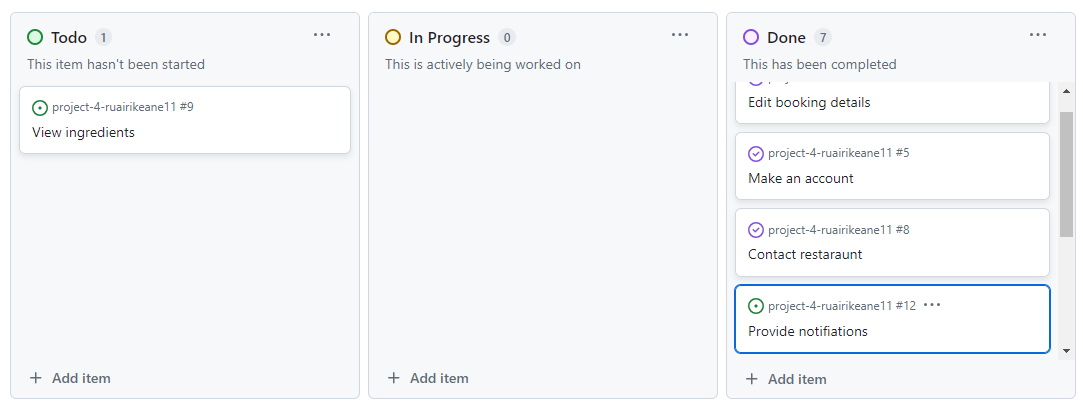 Todo 1 ...
This item hasn't been started
project-4-ruairikeane11 #9
View ingredients
+ Add item
In Progress 0 ...
This is actively being worked on
+ Add item
Done 7 ...
This has been completed
Edit booking details
project-4-ruairikeane11 #5
Make an account
project-4-ruairikeane11 #8
Contact restaraunt
project-4-ruairikeane11 #12 ...
Provide notifiations
+ Add item